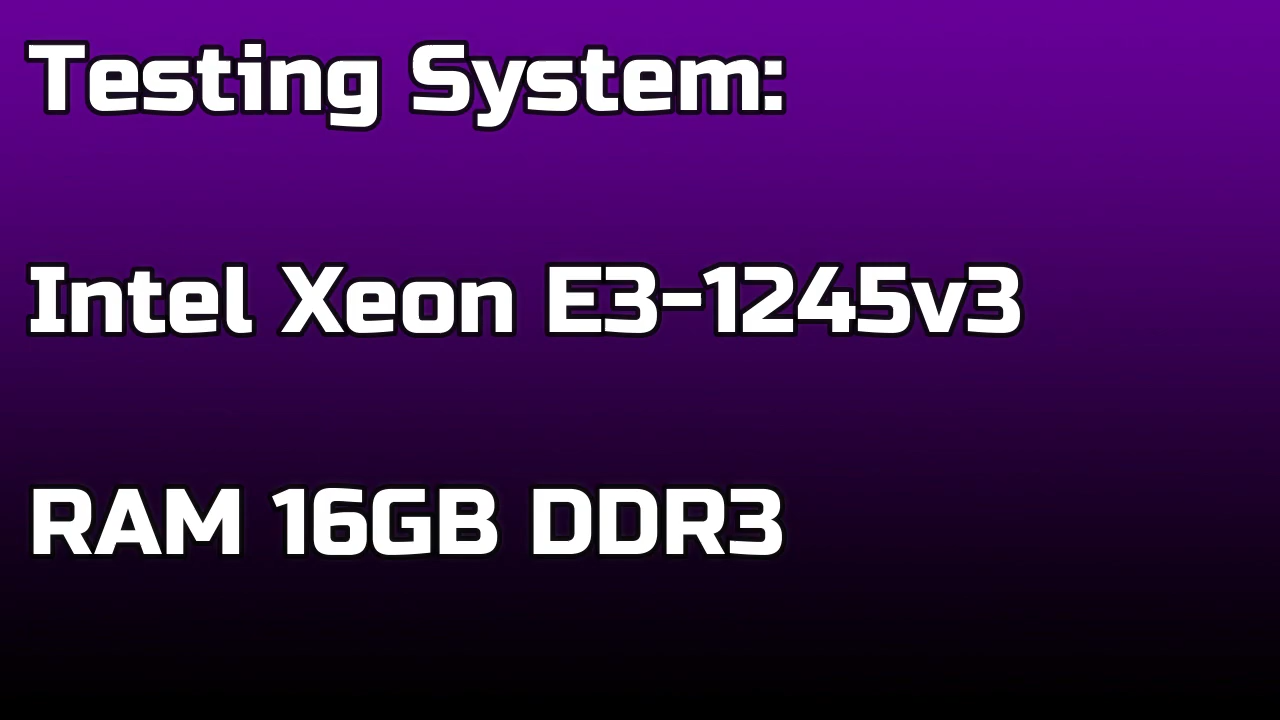 Testing System:
Intel Xeon E3-1245v3
RAM 16GB DDR3